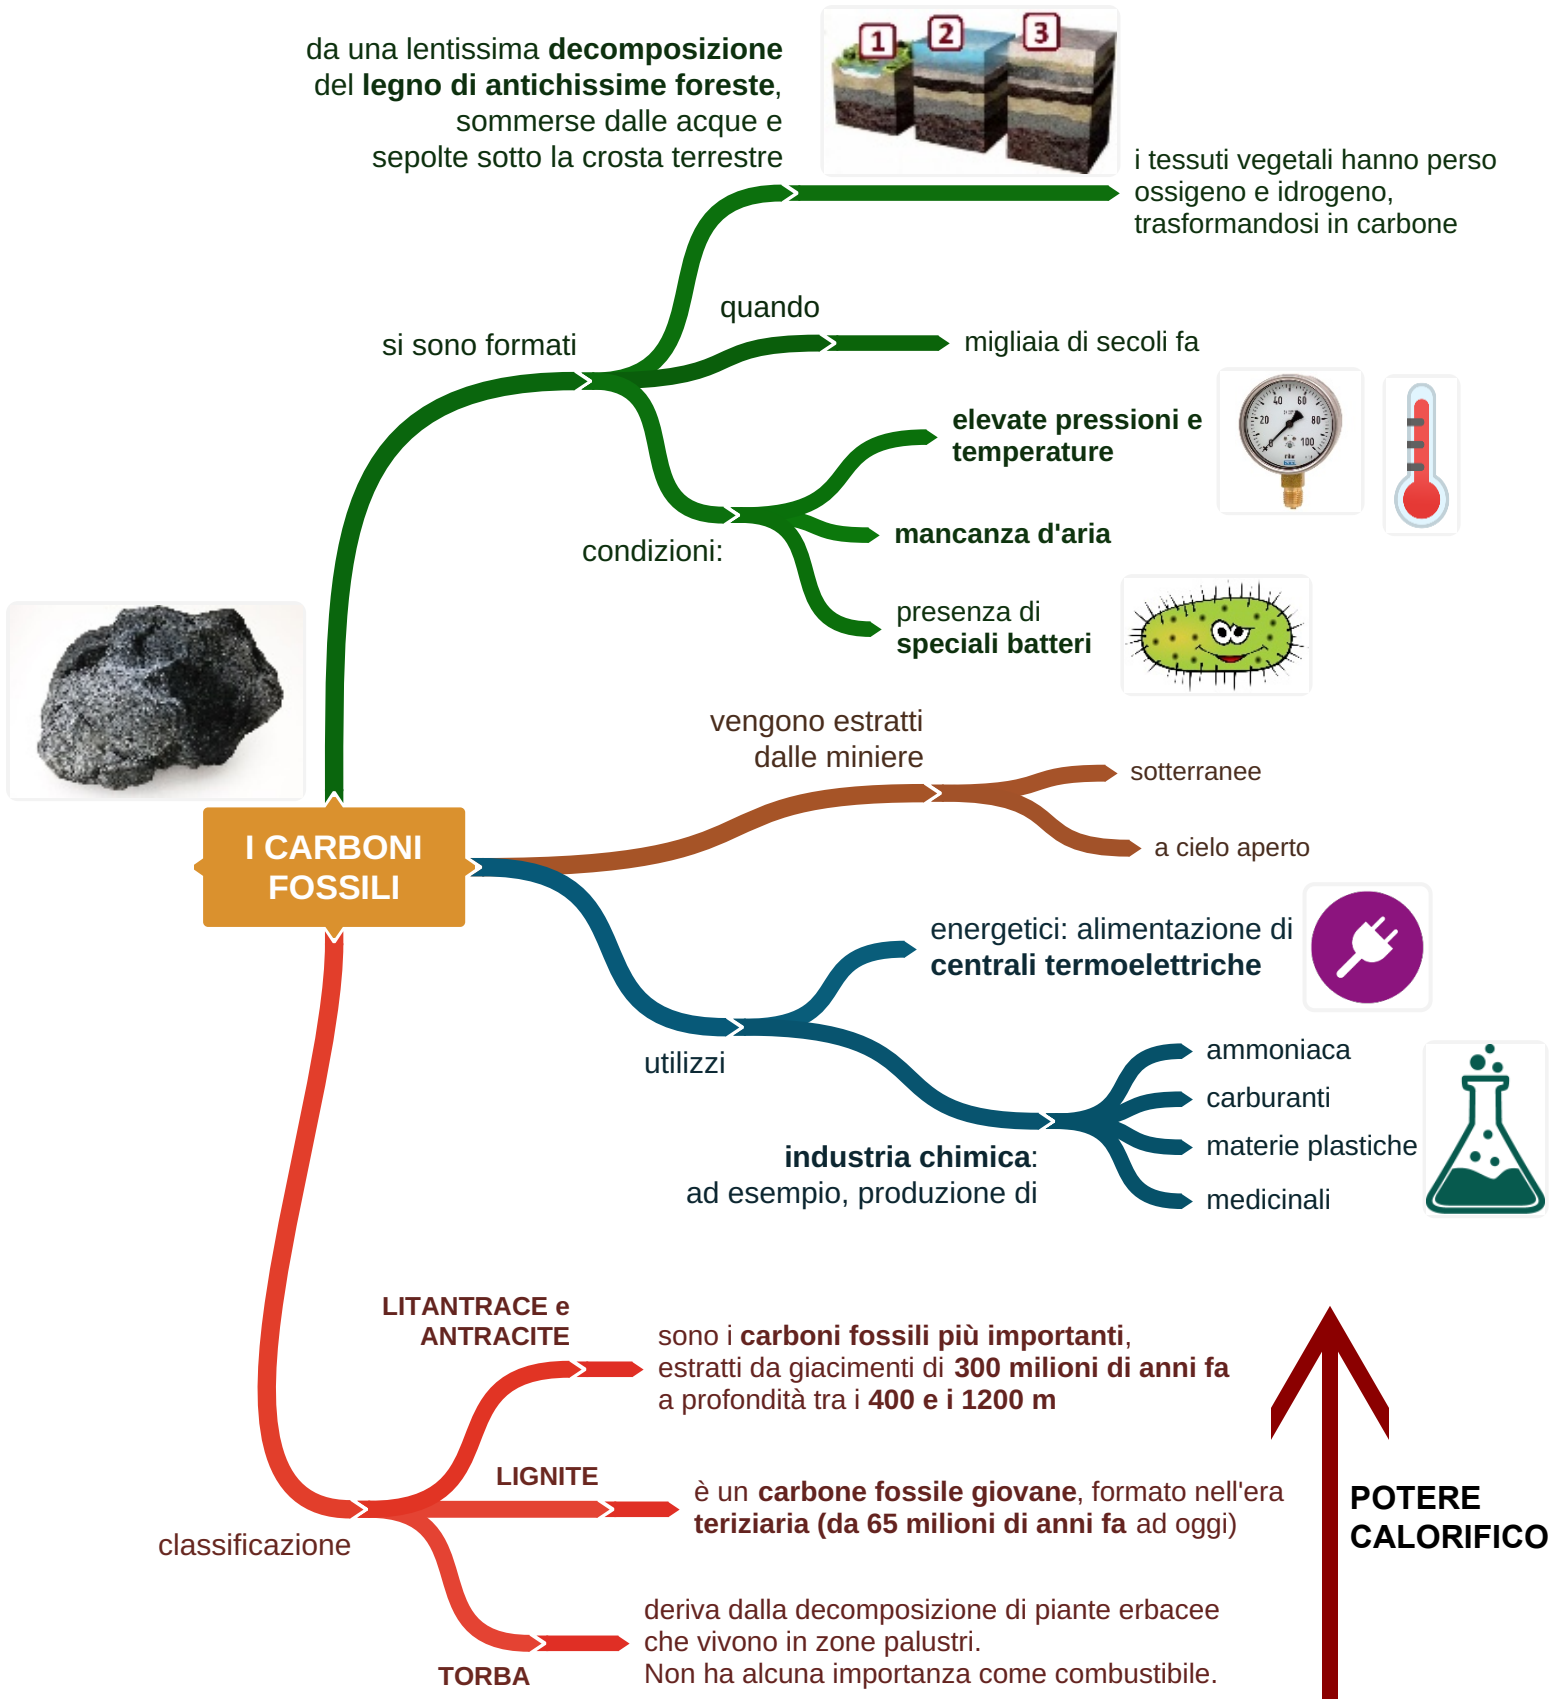 da una lentissima decomposizione
del legno di antichissime foreste,
sommerse dalle acque e
sepolte sotto la crosta terrestre
1
2
3
i tessuti vegetali hanno perso
ossigeno e idrogeno,
trasformandosi in carbone
si sono formati
quando
migliaia di secoli fa
condizioni:
elevate pressioni e
temperature
0
20
40
60
80
100
mancanza d'aria
presenza di
speciali batteri
I CARBONI
FOSSILI
vengono estratti
dalle miniere
sotterranee
a cielo aperto
utilizzi
energetici: alimentazione di
centrali termoelettriche
industria chimica:
ad esempio, produzione di
ammoniaca
carburanti
materie plastiche
medicinali
classificazione
LITANTRACE e
ANTRACITE
sono i carboni fossili più importanti,
estratti da giacimenti di 300 milioni di anni fa
a profondità tra i 400 e i 1200 m
LIGNITE
è un carbone fossile giovane, formato nell'era
teriziaria (da 65 milioni di anni fa ad oggi)
TORBA
deriva dalla decomposizione di piante erbacee
che vivono in zone palustri.
Non ha alcuna importanza come combustibile.
POTERE
CALORIFICO